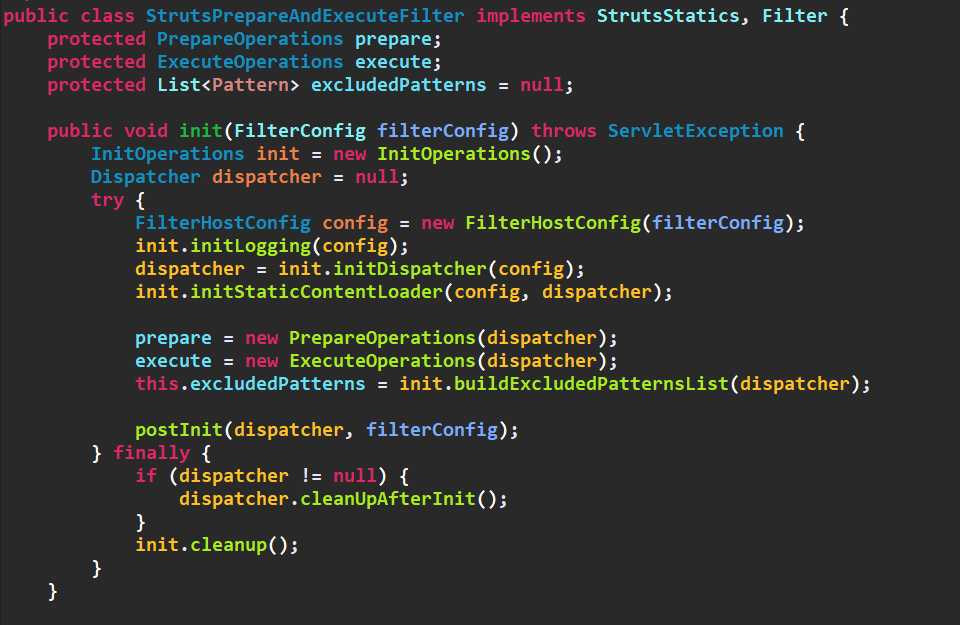 public class StrutsPrepareAndExecuteFilter implements StrutsStatics, Filter {
    protected PrepareOperations prepare;
    protected ExecuteOperations execute;
    protected List<Pattern> excludedPatterns = null;

    public void init(FilterConfig filterConfig) throws ServletException {
        InitOperations init = new InitOperations();
        Dispatcher dispatcher = null;
        try {
            FilterHostConfig config = new FilterHostConfig(filterConfig);
            init.initLogging(config);
            dispatcher = init.initDispatcher(config);
            init.initStaticContentLoader(config, dispatcher);

            prepare = new PrepareOperations(dispatcher);
            execute = new ExecuteOperations(dispatcher);
            this.excludedPatterns = init.buildExcludedPatternsList(dispatcher);

            postInit(dispatcher, filterConfig);
        } finally {
            if (dispatcher != null) {
                dispatcher.cleanUpAfterInit();
            }
            init.cleanup();
        }
    }